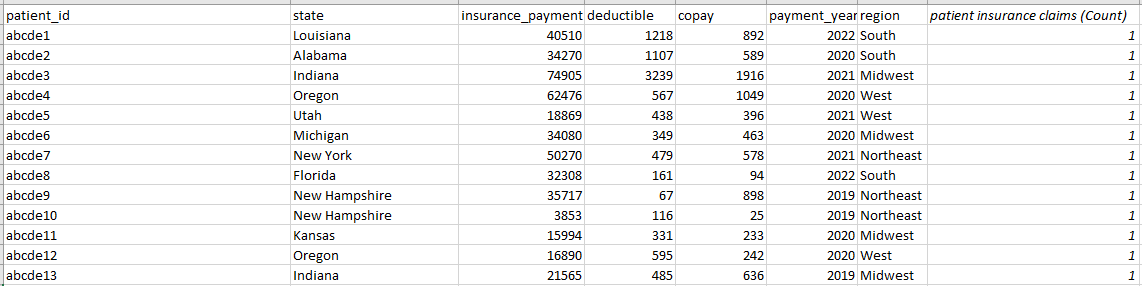 patient_id state insurance_payment deductible copay payment_year region patient insurance claims (Count)
abcde1 Louisiana 40510 1218 892 2022 South 1
abcde2 Alabama 34270 1107 589 2020 South 1
abcde3 Indiana 74905 3239 1916 2021 Midwest 1
abcde4 Oregon 62476 567 1049 2020 West 1
abcde5 Utah 18869 438 396 2021 West 1
abcde6 Michigan 34080 349 463 2020 Midwest 1
abcde7 New York 50270 479 578 2021 Northeast 1
abcde8 Florida 32308 161 94 2022 South 1
abcde9 New Hampshire 35717 67 898 2019 Northeast 1
abcde10 New Hampshire 3853 116 25 2019 Northeast 1
abcde11 Kansas 15994 331 233 2020 Midwest 1
abcde12 Oregon 16890 595 242 2020 West 1
abcde13 Indiana 21565 485 636 2019 Midwest 1